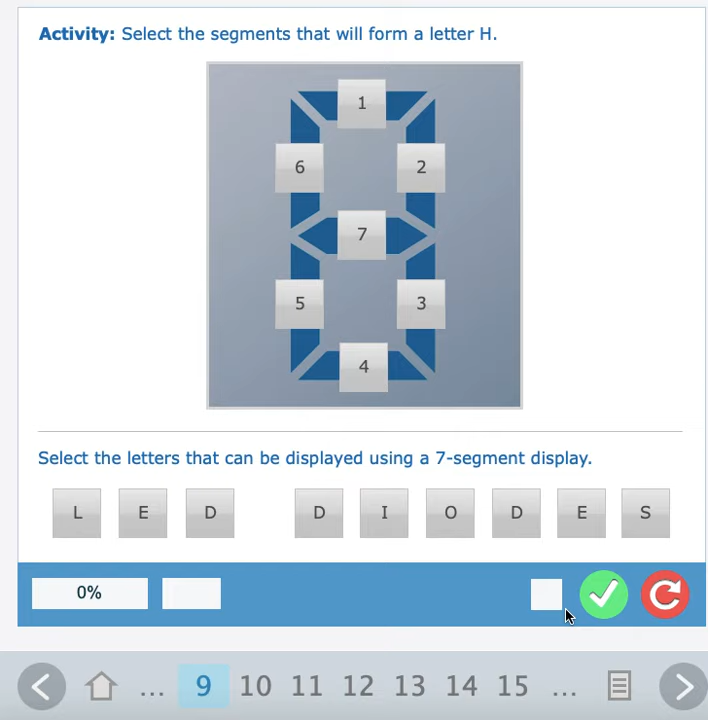 Activity: Select the segments that will form a letter H.
1
6 2
7
5 3
4
Select the letters that can be displayed using a 7-segment display.
L E D D I O D E S
0%
... 9 10 11 12 13 14 15 ...